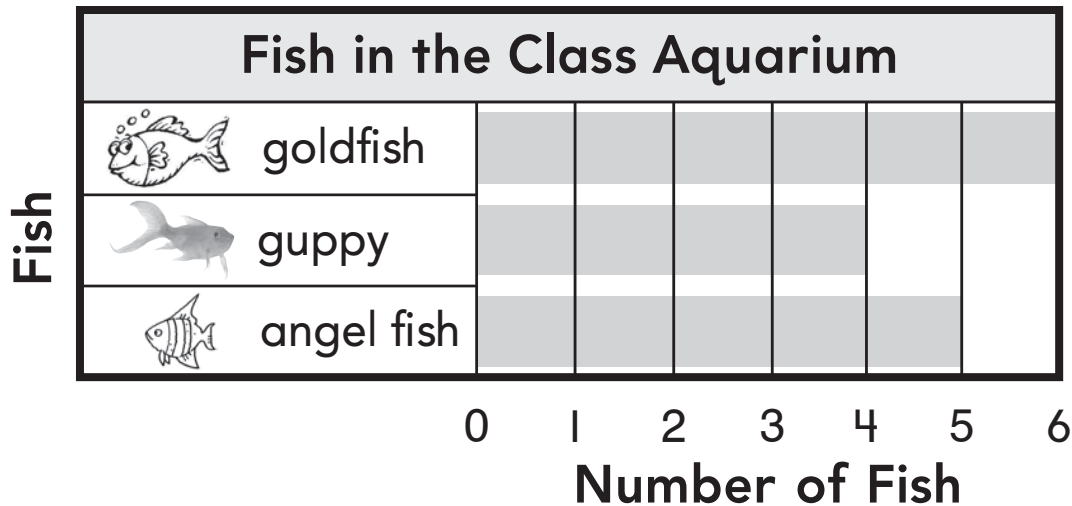 Fish in the Class Aquarium
Fish
goldfish
guppy
angel fish
0 1 2 3 4 5 6
Number of Fish